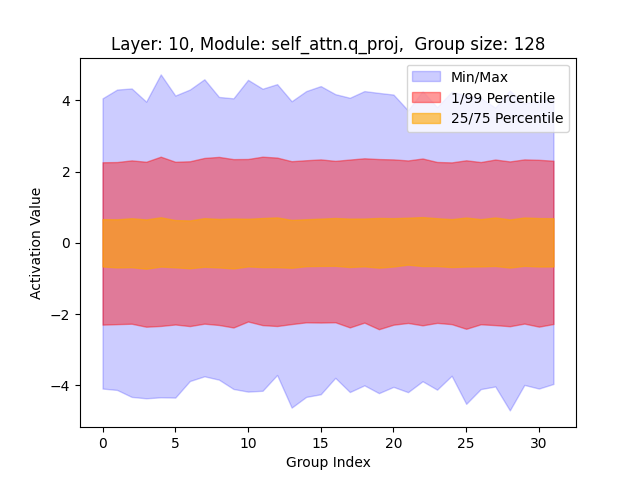 Layer: 10, Module: self_attn.q_proj,  Group size: 128
Min/Max
1/99 Percentile
25/75 Percentile
Activation Value
4
2
0
−2
−4
0 5 10 15 20 25 30
Group Index